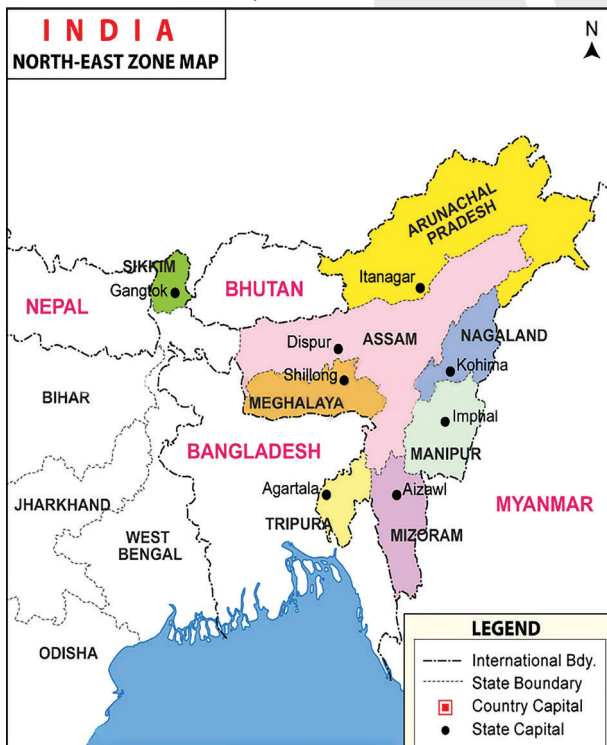 INDIA
NORTH-EAST ZONE MAP
N
ARUNACHAL
PRADESH
SIKKIM
Itanagar
Gangtok
BHUTAN
NEPAL
Dispur
ASSAM
NAGALAND
Shillong
Kohima
BIHAR
MEGHALAYA
Imphal
BANGLADESH
MANIPUR
JHARKHAND
Agartala
Aizawl
MYANMAR
WEST
BENGAL
TRIPURA
MIZORAM
ODISHA
LEGEND
International Bdy.
State Boundary
Country Capital
State Capital